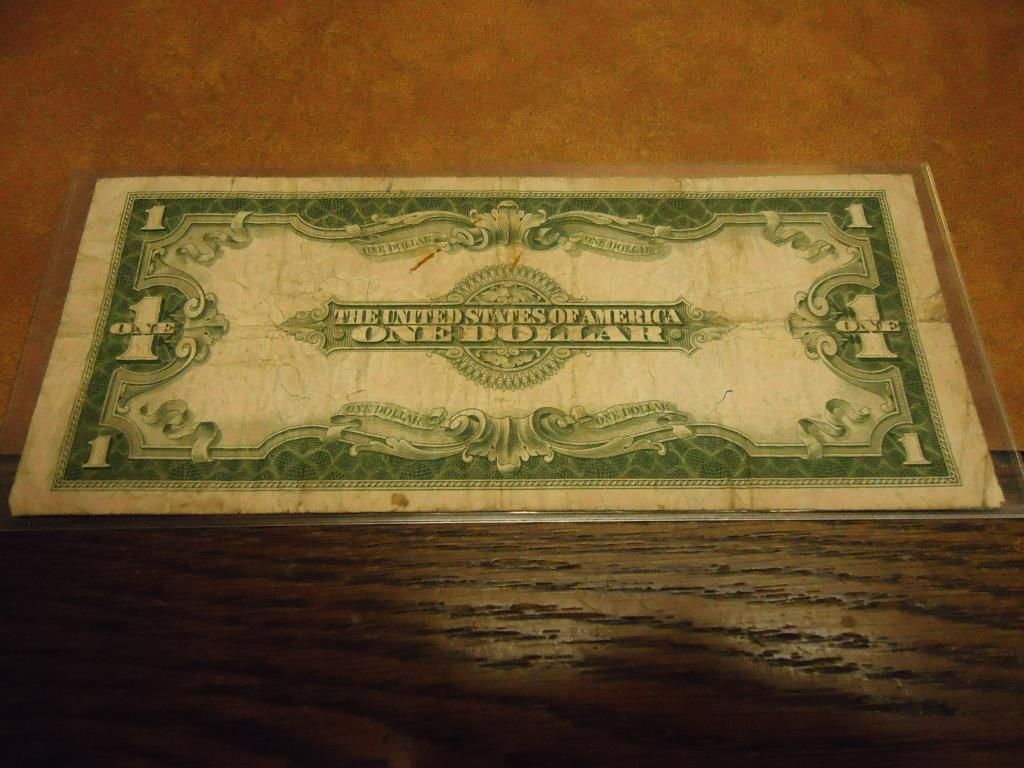 1 1
ONE DOLLAR ONE DOLLAR
THE UNITED STATES OF AMERICA
ONE 1 ONE DOLLAR ONE 1
ONE DOLLAR ONE DOLLAR
1 1